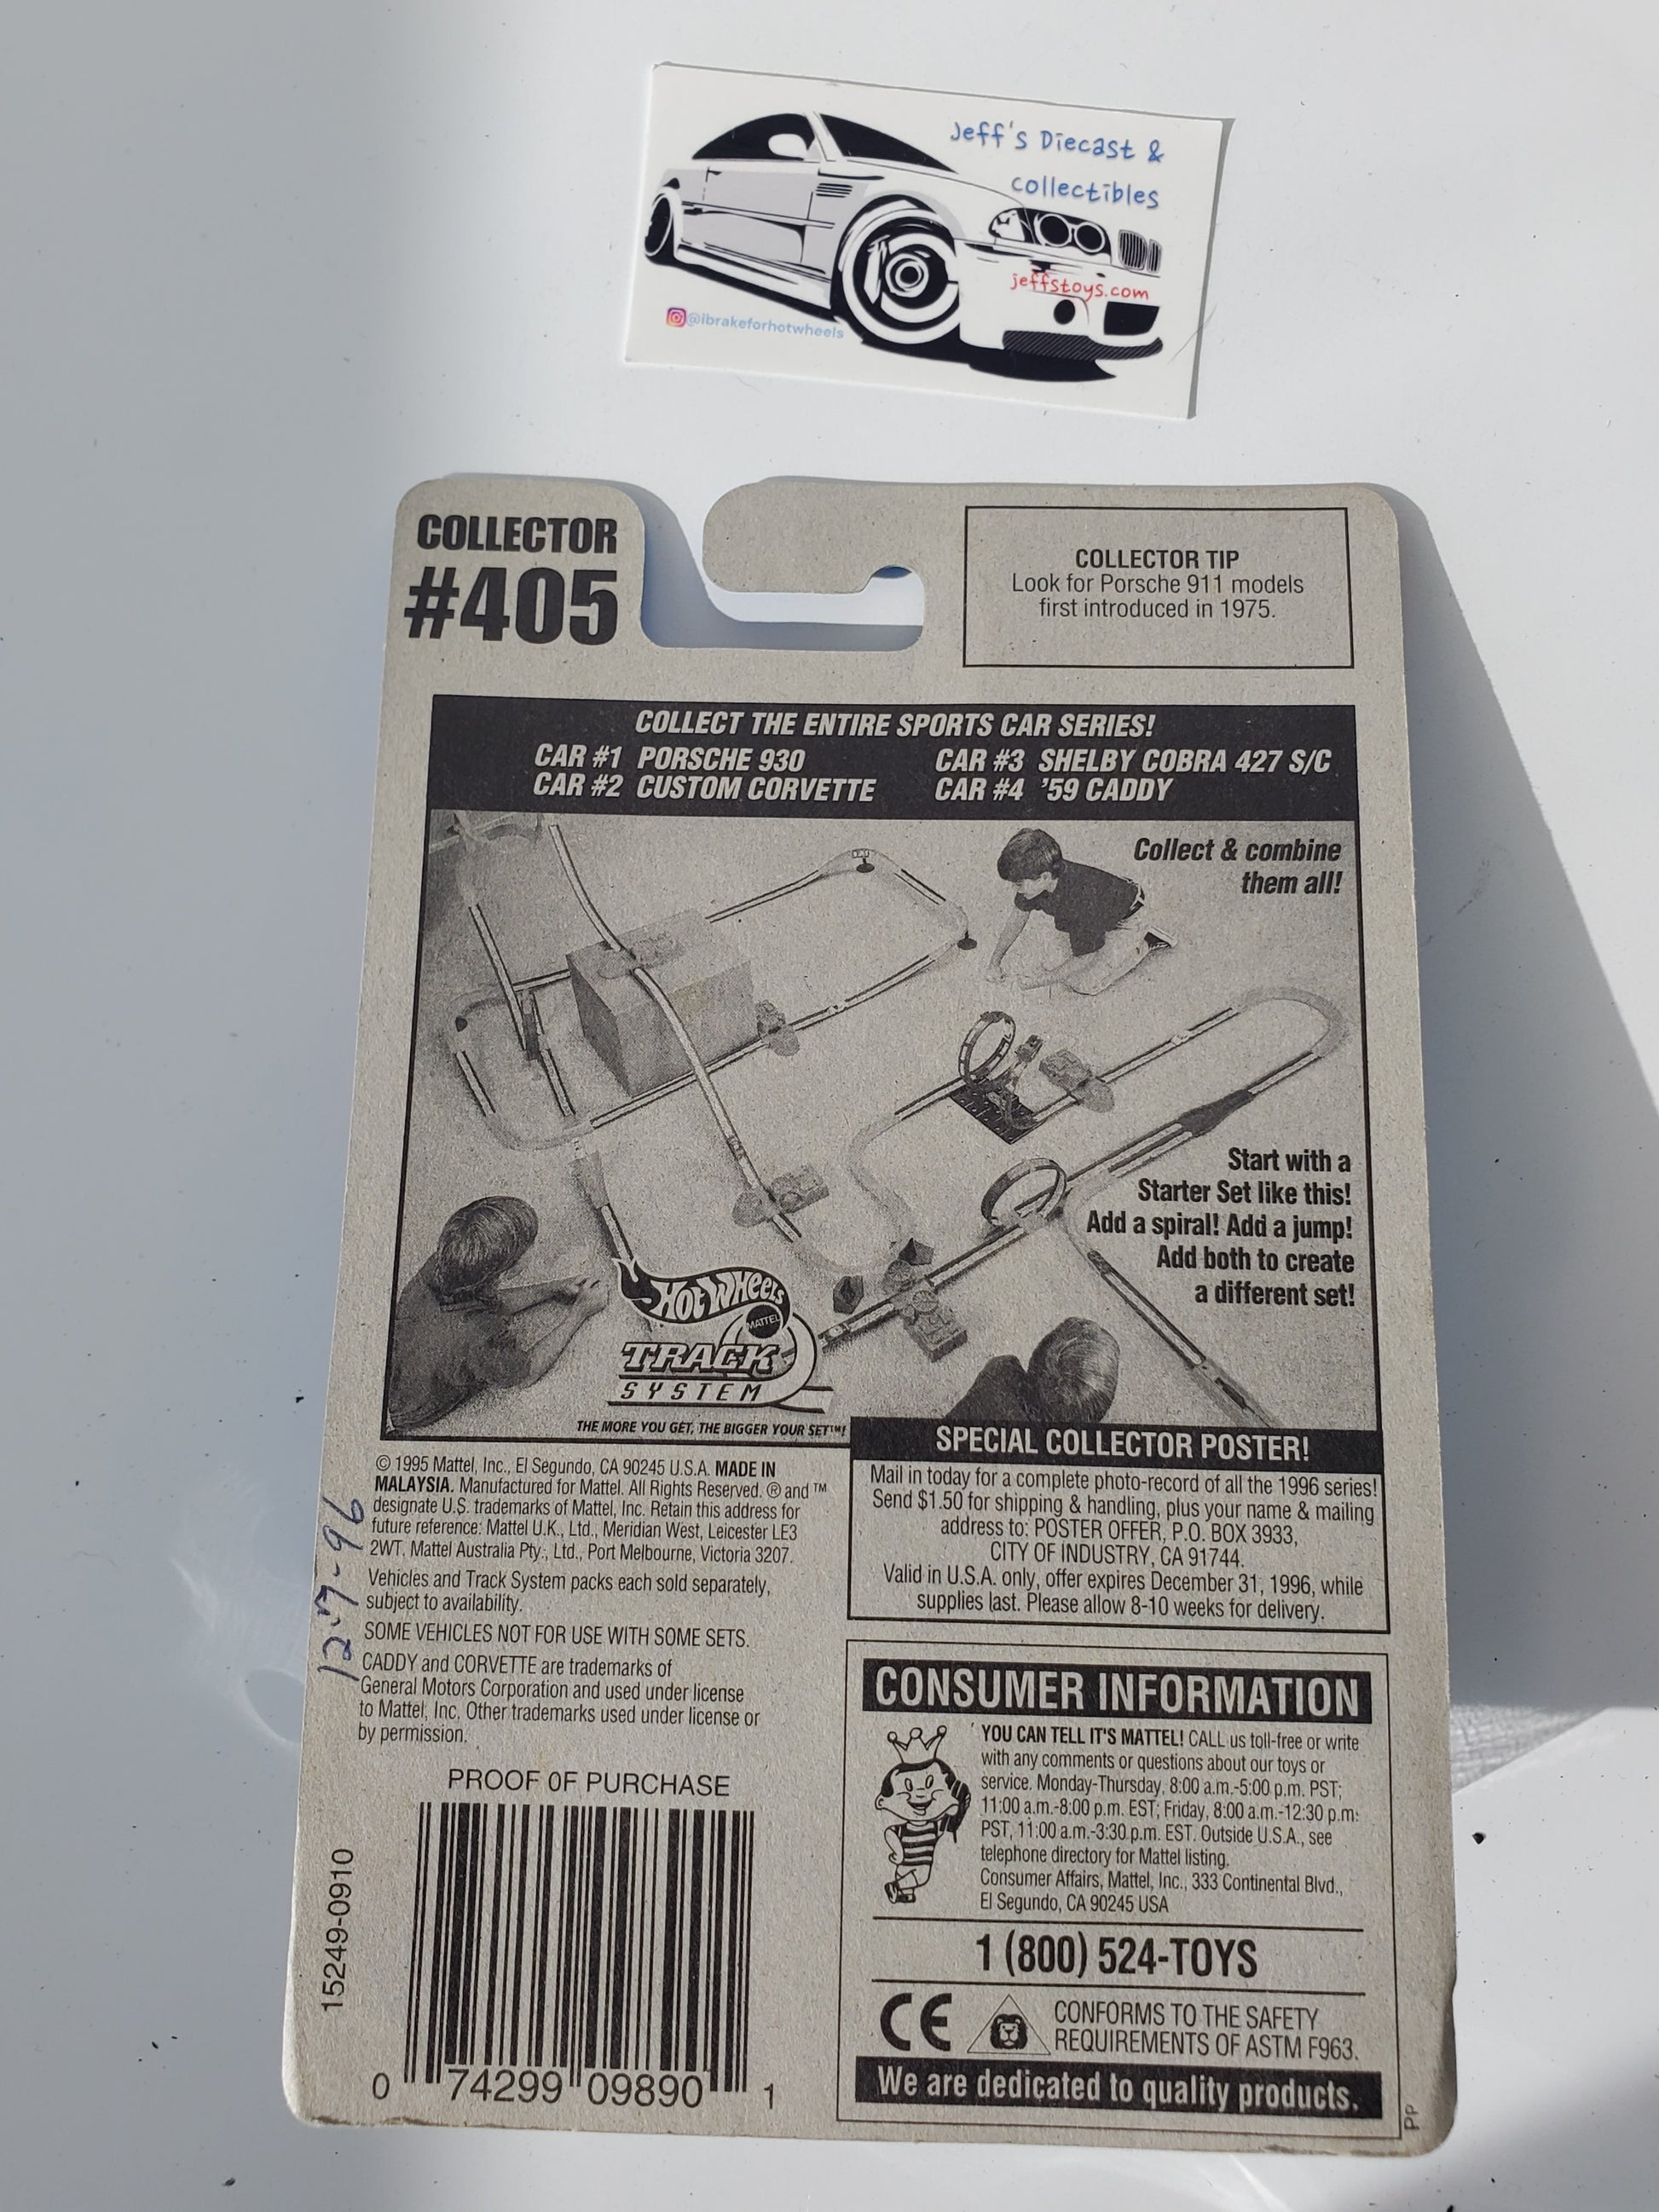 Jeff's Diecast &
collectibles
jeffstoys.com
@ibrakeforhotwheels
COLLECTOR
#405
COLLECTOR TIP
Look for Porsche 911 models
first introduced in 1975.
COLLECT THE ENTIRE SPORTS CAR SERIES!
CAR #1 PORSCHE 930
CAR #2 CUSTOM CORVETTE
CAR #3 SHELBY COBRA 427 S/C
CAR #4 '59 CADDY
Collect & combine
them all!
Start with a
Starter Set like this!
Add a spiral! Add a jump!
Add both to create
a different set!
HOT WHEELS
MATTEL
TRACK
SYSTEM
THE MORE YOU GET, THE BIGGER YOUR SET™!
© 1995 Mattel, Inc., El Segundo, CA 90245 U.S.A. MADE IN
MALAYSIA. Manufactured for Mattel. All Rights Reserved. ® and ™
designate U.S. trademarks of Mattel, Inc. Retain this address for
future reference: Mattel U.K., Ltd., Meridian West, Leicester LE3
2WT. Mattel Australia Pty., Ltd., Port Melbourne, Victoria 3207.
Vehicles and Track System packs each sold separately,
subject to availability.
SOME VEHICLES NOT FOR USE WITH SOME SETS.
CADDY and CORVETTE are trademarks of
General Motors Corporation and used under license
to Mattel, Inc. Other trademarks used under license or
by permission.
12-7-96
PROOF OF PURCHASE
15249-0910
0 74299 09890 1
SPECIAL COLLECTOR POSTER!
Mail in today for a complete photo-record of all the 1996 series!
Send $1.50 for shipping & handling, plus your name & mailing
address to: POSTER OFFER, P.O. BOX 3933,
CITY OF INDUSTRY, CA 91744.
Valid in U.S.A. only, offer expires December 31, 1996, while
supplies last. Please allow 8-10 weeks for delivery.
CONSUMER INFORMATION
YOU CAN TELL IT'S MATTEL! CALL us toll-free or write
with any comments or questions about our toys or
service. Monday-Thursday, 8:00 a.m.-5:00 p.m. PST;
11:00 a.m.-8:00 p.m. EST; Friday, 8:00 a.m.-12:30 p.m.
PST, 11:00 a.m.-3:30 p.m. EST. Outside U.S.A., see
telephone directory for Mattel listing.
Consumer Affairs, Mattel, Inc., 333 Continental Blvd.,
El Segundo, CA 90245 USA
1 (800) 524-TOYS
CE
CONFORMS TO THE SAFETY
REQUIREMENTS OF ASTM F963.
We are dedicated to quality products.
PP